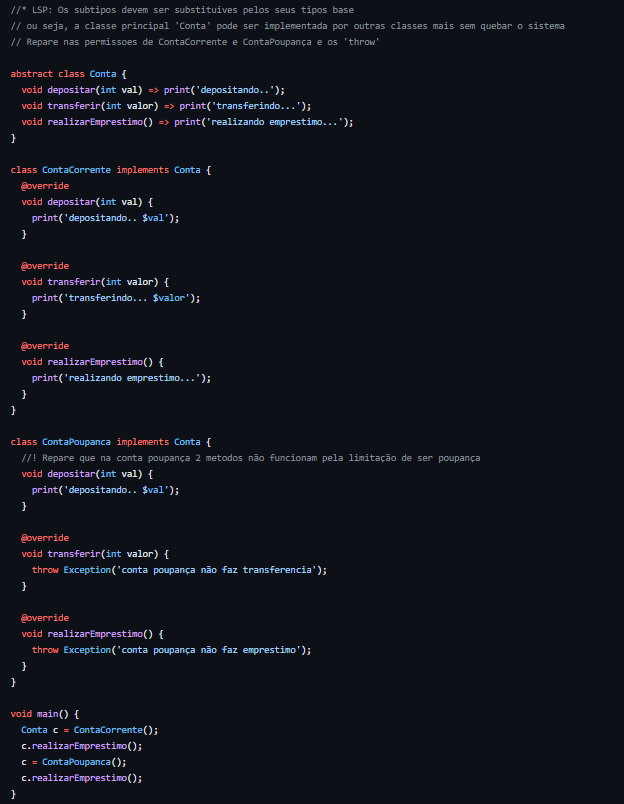 //* LSP: Os subtipos devem ser substituiveis pelos seus tipos base
// ou seja, a classe principal 'Conta' pode ser implementada por outras classes mais sem quebar o sistema
// Repare nas permissoes de ContaCorrente e ContaPoupança e os 'throw'

abstract class Conta {
  void depositar(int val) => print('depositando..');
  void transferir(int valor) => print('transferindo...');
  void realizarEmprestimo() => print('realizando emprestimo...');
}

class ContaCorrente implements Conta {
  @override
  void depositar(int val) {
    print('depositando.. $val');
  }

  @override
  void transferir(int valor) {
    print('transferindo... $valor');
  }

  @override
  void realizarEmprestimo() {
    print('realizando emprestimo...');
  }
}

class ContaPoupanca implements Conta {
  //! Repare que na conta poupança 2 metodos não funcionam pela limitação de ser poupança
  void depositar(int val) {
    print('depositando.. $val');
  }

  @override
  void transferir(int valor) {
    throw Exception('conta poupança não faz transferencia');
  }

  @override
  void realizarEmprestimo() {
    throw Exception('conta poupança não faz emprestimo');
  }
}

void main() {
  Conta c = ContaCorrente();
  c.realizarEmprestimo();
  c = ContaPoupanca();
  c.realizarEmprestimo();
}